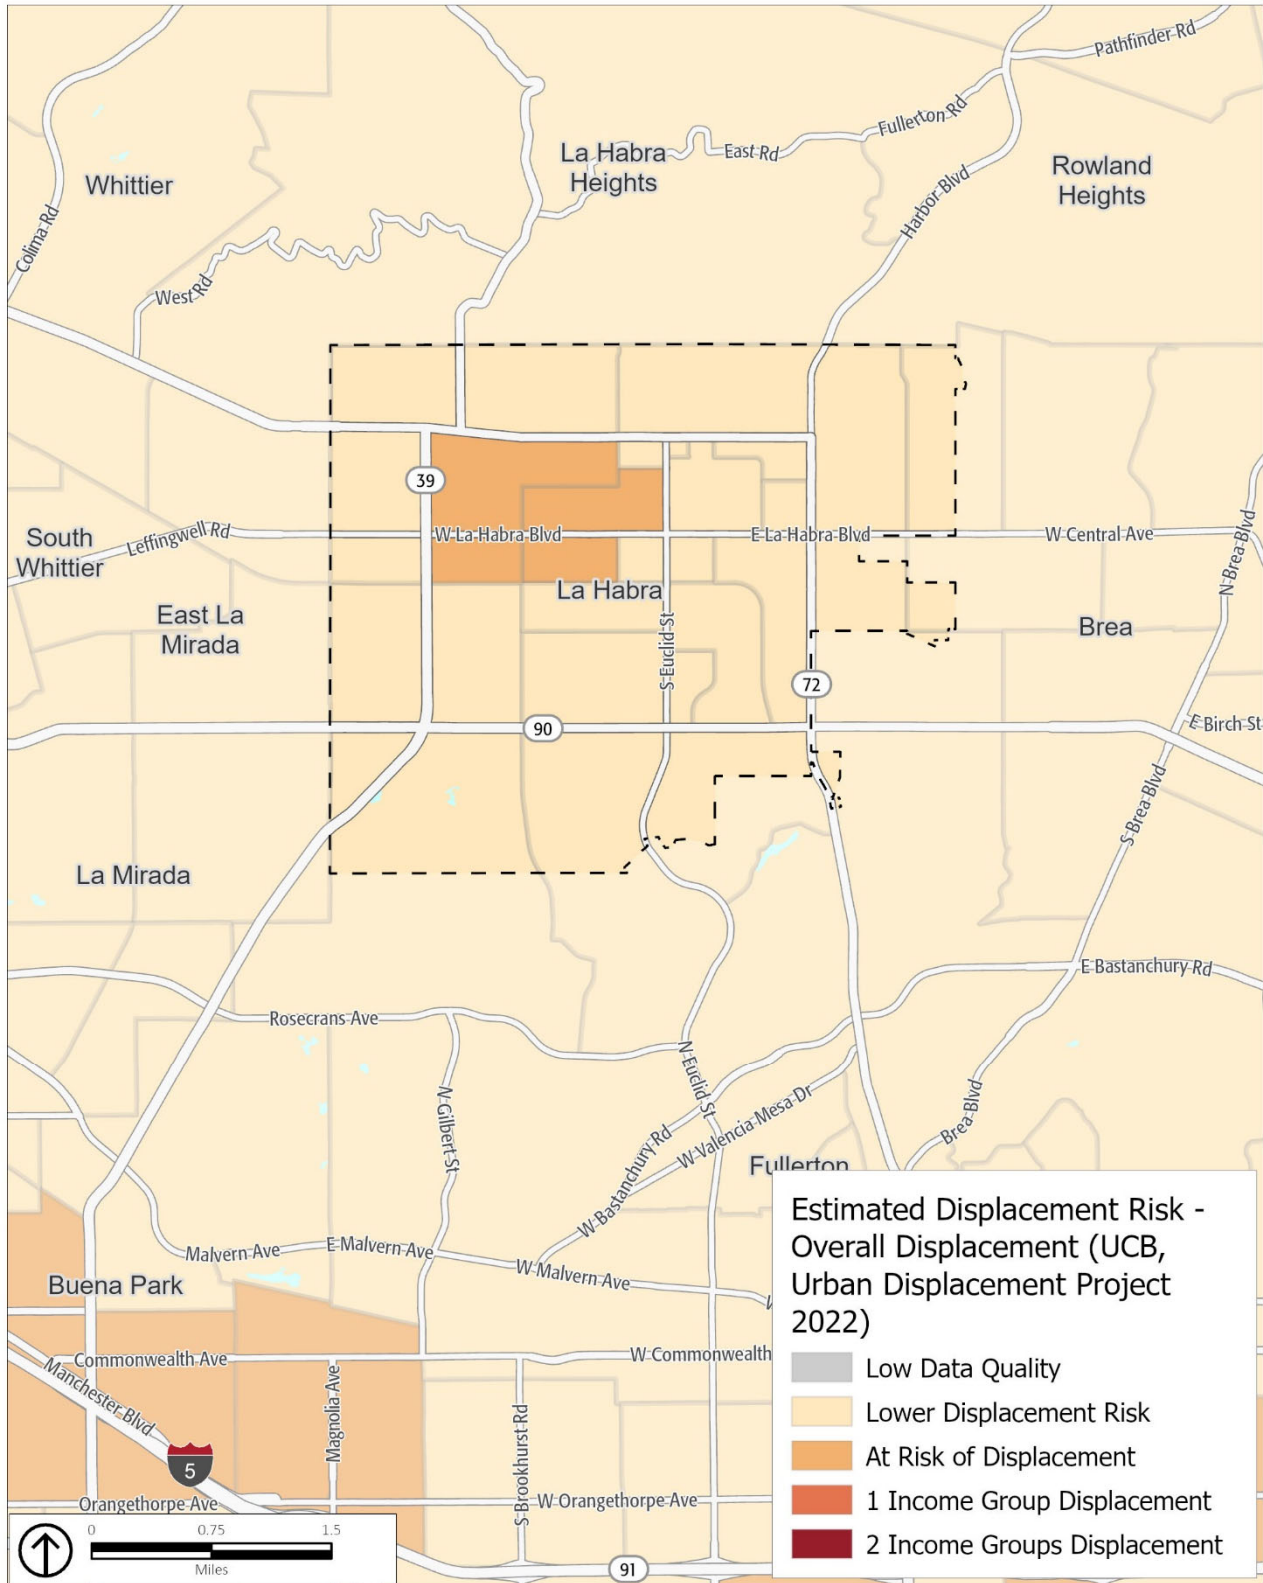 Pathfinder Rd
Fullerton Rd
East Rd
La Habra
Heights
Rowland
Heights
Whittier
Harbor Blvd
Colima Rd
West Rd
39
South
Whittier
Leffingwell Rd
W La Habra Blvd
E La Habra Blvd
W Central Ave
N Brea Blvd
La Habra
East La
Mirada
S Euclid St
Brea
72
90
E Birch St
S Brea Blvd
La Mirada
E Bastanchury Rd
Rosecrans Ave
N Euclid St
N Gilbert St
W Valencia Mesa Dr
Brea Blvd
W Bastanchury Rd
Fullerton
Malvern Ave
E Malvern Ave
W Malvern Ave
Buena Park
Commonwealth Ave
W Commonwealth
Manchester Blvd
Magnolia Ave
S Brookhurst Rd
5
Orangethorpe Ave
W Orangethorpe Ave
91
0 0.75 1.5
Miles
Estimated Displacement Risk -
Overall Displacement (UCB,
Urban Displacement Project
2022)
Low Data Quality
Lower Displacement Risk
At Risk of Displacement
1 Income Group Displacement
2 Income Groups Displacement